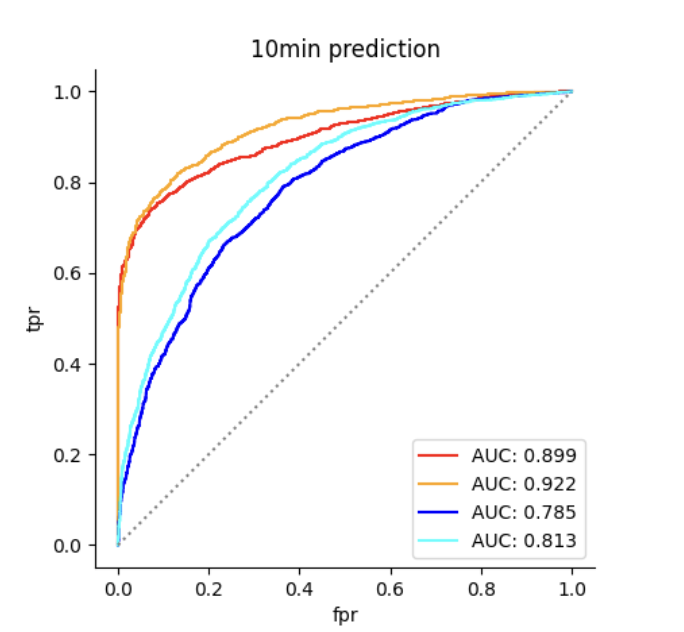 10min prediction
1.0
0.8
0.6
0.4
0.2
0.0
tpr
AUC: 0.899
AUC: 0.922
AUC: 0.785
AUC: 0.813
0.0 0.2 0.4 0.6 0.8 1.0
fpr